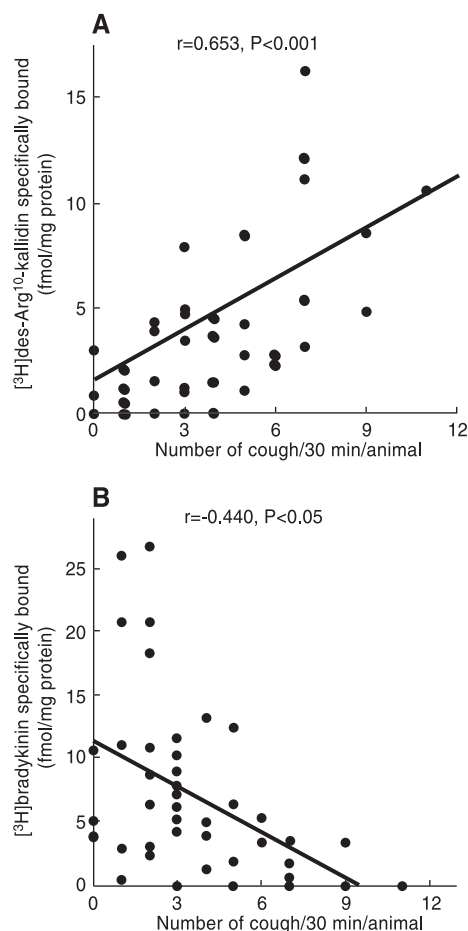 A
r=0.653, P<0.001
[³H]des-Arg¹⁰-kallidin specifically bound
(fmol/mg protein)
15
10
5
0
0 3 6 9 12
Number of cough/30 min/animal
B
r=-0.440, P<0.05
[³H]bradykinin specifically bound
(fmol/mg protein)
25
20
15
10
5
0
0 3 6 9 12
Number of cough/30 min/animal